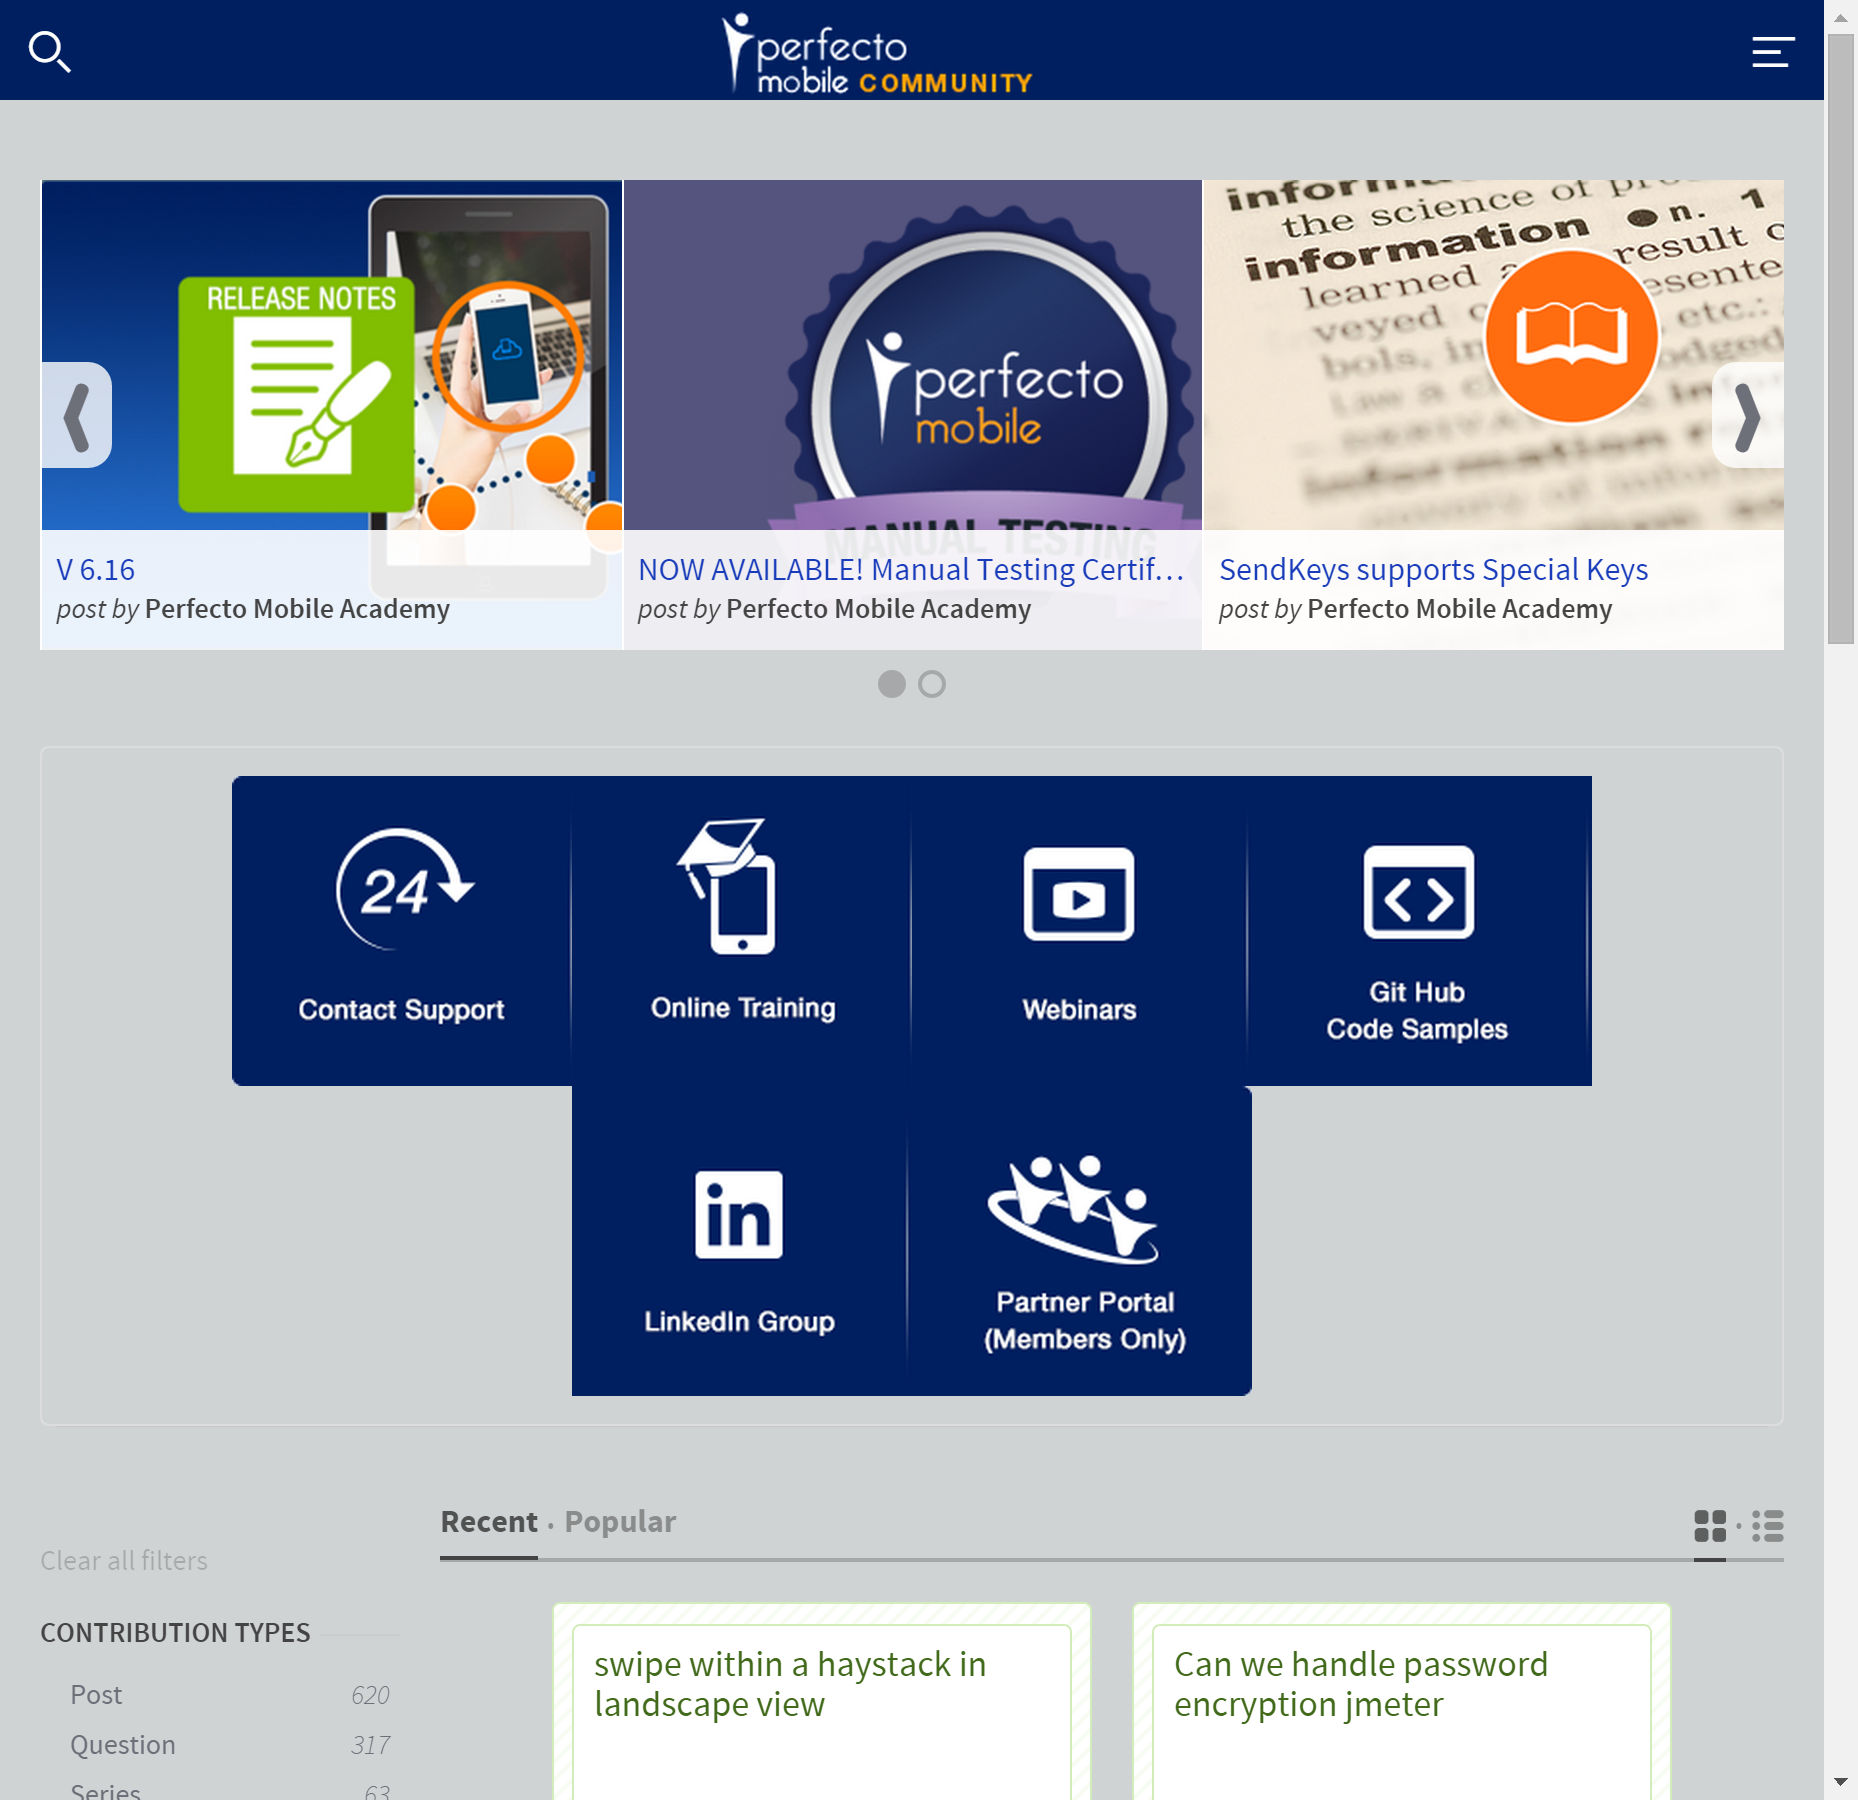 perfecto
mobile COMMUNITY
RELEASE NOTES
perfecto
mobile
MANUAL TESTING
the science of
information n. 1
learned
result
presente
veyed
etc.:
V 6.16
post by Perfecto Mobile Academy
NOW AVAILABLE! Manual Testing Certif…
post by Perfecto Mobile Academy
SendKeys supports Special Keys
post by Perfecto Mobile Academy
24
Contact Support
Online Training
Webinars
Git Hub
Code Samples
in
LinkedIn Group
Partner Portal
(Members Only)
Recent · Popular
Clear all filters
CONTRIBUTION TYPES
Post 620
Question 317
Series 63
swipe within a haystack in
landscape view
Can we handle password
encryption jmeter